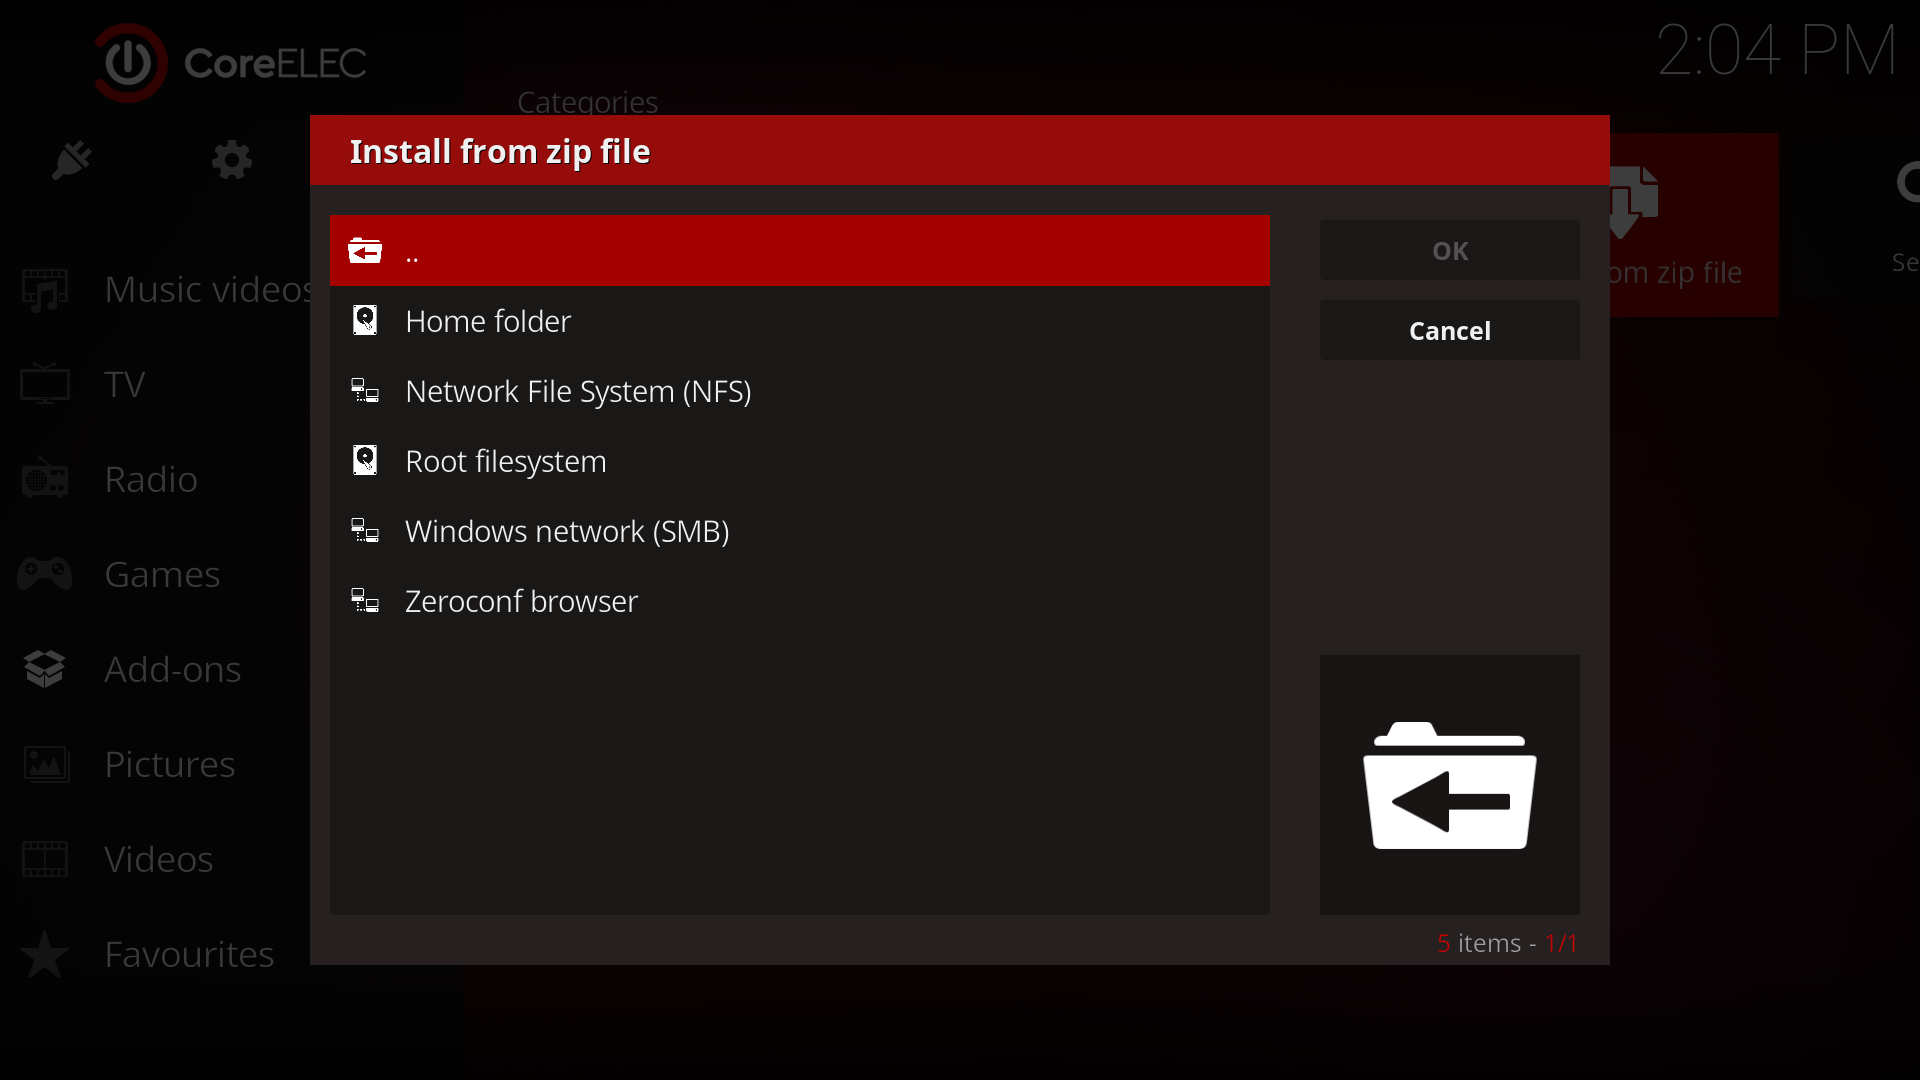 CoreELEC
2:04 PM
Categories
Install from zip file
..
Home folder
Network File System (NFS)
Root filesystem
Windows network (SMB)
Zeroconf browser
OK
Cancel
5 items - 1/1
Music videos
TV
Radio
Games
Add-ons
Pictures
Videos
Favourites
zip file